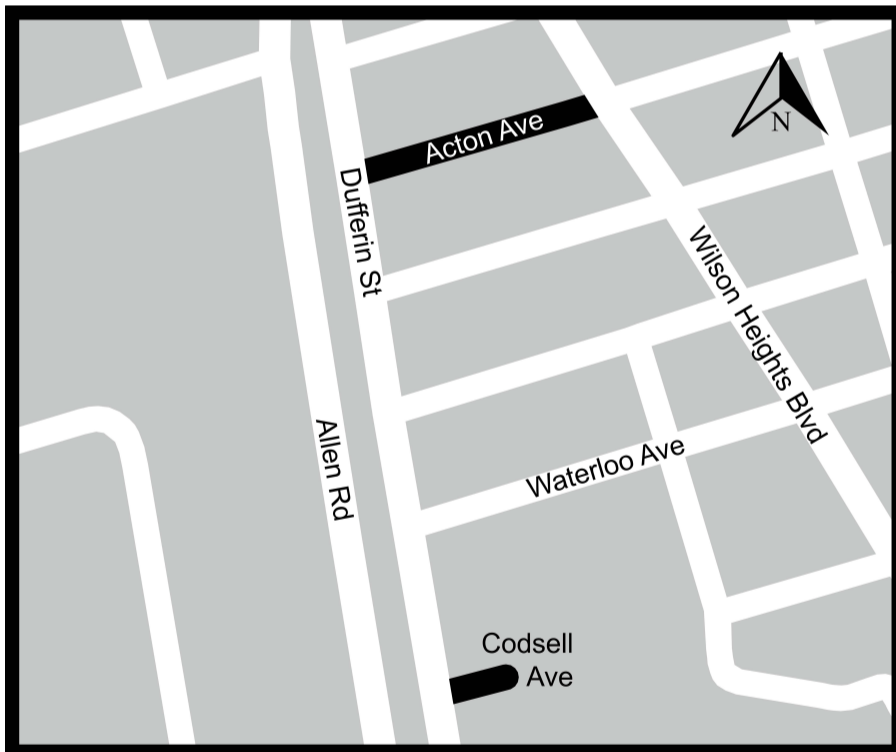 Acton Ave
N
Dufferin St
Wilson Heights Blvd
Allen Rd
Waterloo Ave
Codsell
Ave